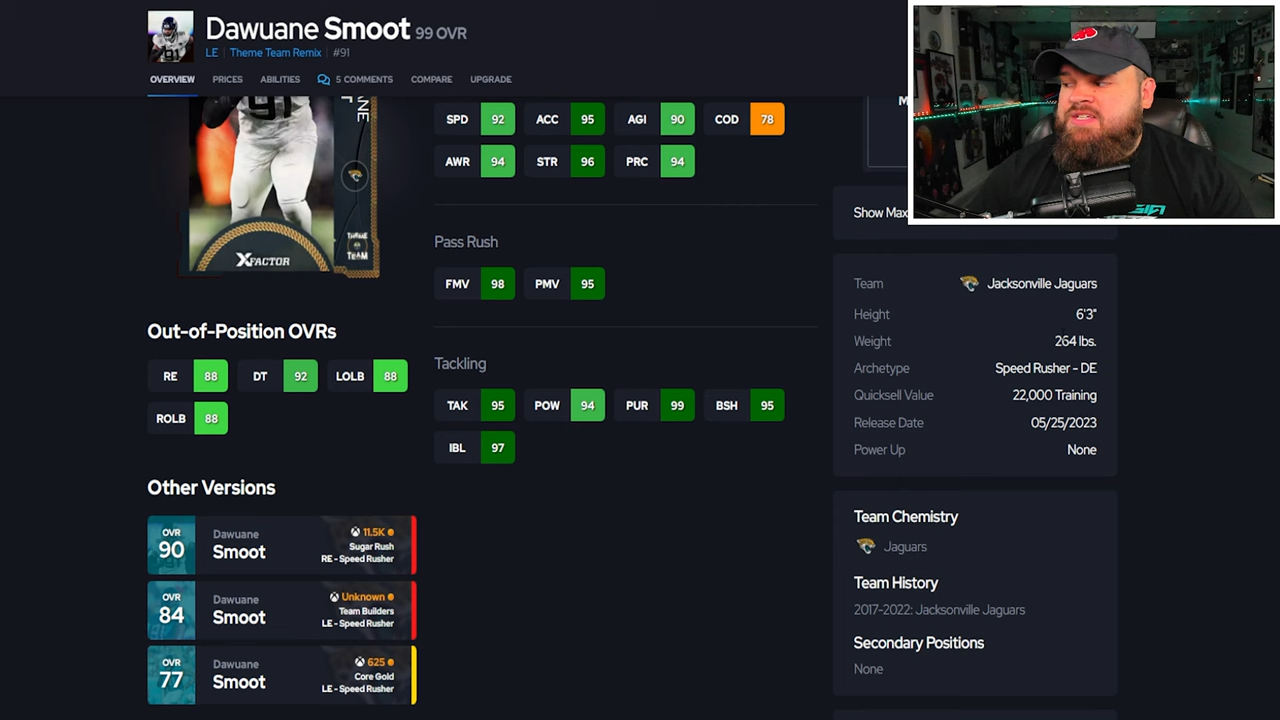 Dawuane Smoot 99 OVR
LE | Theme Team Remix | #91
OVERVIEW PRICES ABILITIES 5 COMMENTS COMPARE UPGRADE
91
XFACTOR
THEME
TEAM
SPD 92 ACC 95 AGI 90 COD 78
AWR 94 STR 96 PRC 94
Pass Rush
FMV 98 PMV 95
Tackling
TAK 95 POW 94 PUR 99 BSH 95
IBL 97
Out-of-Position OVRs
RE 88 DT 92 LOLB 88
ROLB 88
Other Versions
OVR 90 Dawuane Smoot 11.5K
Sugar Rush
RE - Speed Rusher
OVR 84 Dawuane Smoot Unknown
Team Builders
LE - Speed Rusher
OVR 77 Dawuane Smoot 625
Core Gold
LE - Speed Rusher
Show Max
Team Jacksonville Jaguars
Height 6'3"
Weight 264 lbs.
Archetype Speed Rusher - DE
Quicksell Value 22,000 Training
Release Date 05/25/2023
Power Up None
Team Chemistry
Jaguars
Team History
2017-2022: Jacksonville Jaguars
Secondary Positions
None